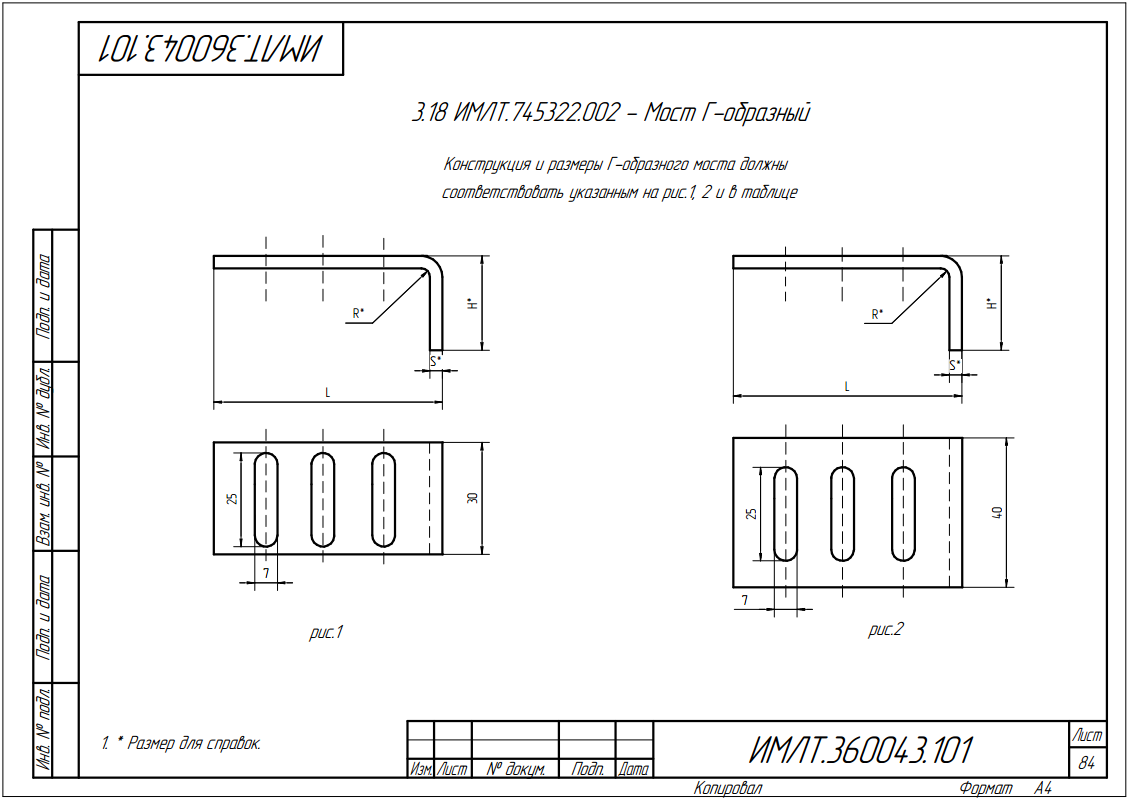 ИМЛТ.360043.101
3.18 ИМЛТ.745322.002 – Мост Г–образный
Конструкция и размеры Г–образного моста должны
соответствовать указанным на рис.1, 2 и в таблице
R*
H*
S*
L
25
30
7
рис.1
R*
H*
S*
L
25
40
7
рис.2
Подп. и дата
Инв. № дубл.
Взам. инв. №
Подп. и дата
Инв. № подл.
1. * Размер для справок.
Изм. Лист № докум. Подп. Дата
ИМЛТ.360043.101
Лист
84
Копировал Формат А4